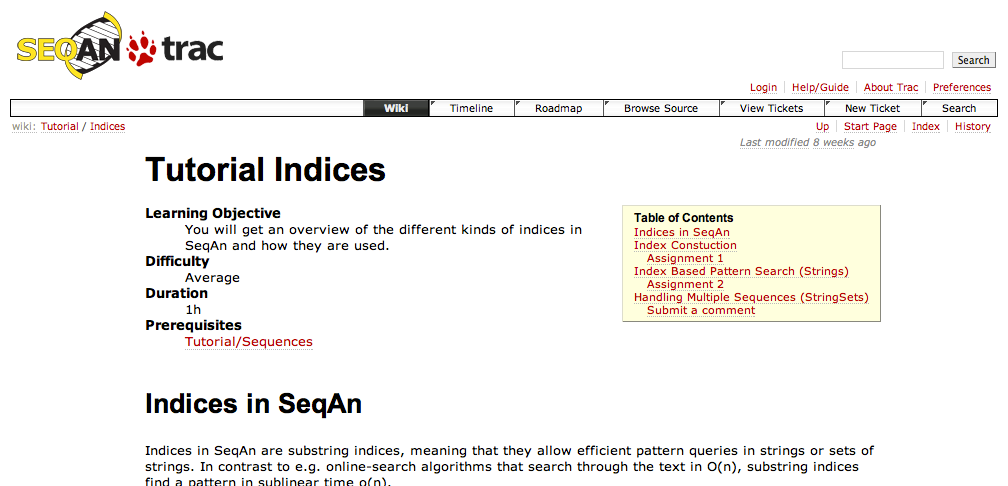 SEQAN trac
Search
Login Help/Guide About Trac Preferences
Wiki Timeline Roadmap Browse Source View Tickets New Ticket Search
wiki: Tutorial / Indices
Up Start Page Index History
Last modified 8 weeks ago
Tutorial Indices
Learning Objective
You will get an overview of the different kinds of indices in
SeqAn and how they are used.
Difficulty
Average
Duration
1h
Prerequisites
Tutorial/Sequences
Table of Contents
Indices in SeqAn
Index Constuction
Assignment 1
Index Based Pattern Search (Strings)
Assignment 2
Handling Multiple Sequences (StringSets)
Submit a comment
Indices in SeqAn
Indices in SeqAn are substring indices, meaning that they allow efficient pattern queries in strings or sets of
strings. In contrast to e.g. online-search algorithms that search through the text in O(n), substring indices
find a pattern in sublinear time o(n).